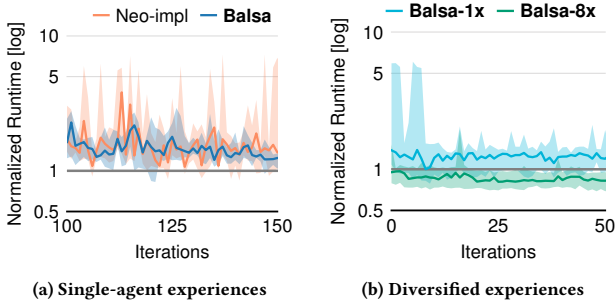 Neo-impl Balsa
Normalized Runtime [log]
10
5
1
0.5
100 125 150
Iterations
(a) Single-agent experiences
Balsa-1x Balsa-8x
Normalized Runtime [log]
10
5
1
0.5
0 25 50
Iterations
(b) Diversified experiences